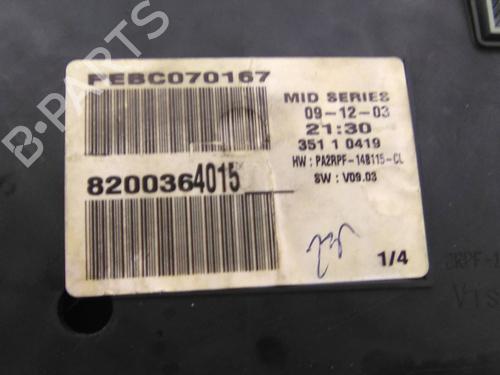 B-PARTS
PEBC070167
MID SERIES
09-12-03
21:30
351 1 0419
HW : PA2RPF-14B115-CL
SW : V09.03
8200364015
1/4